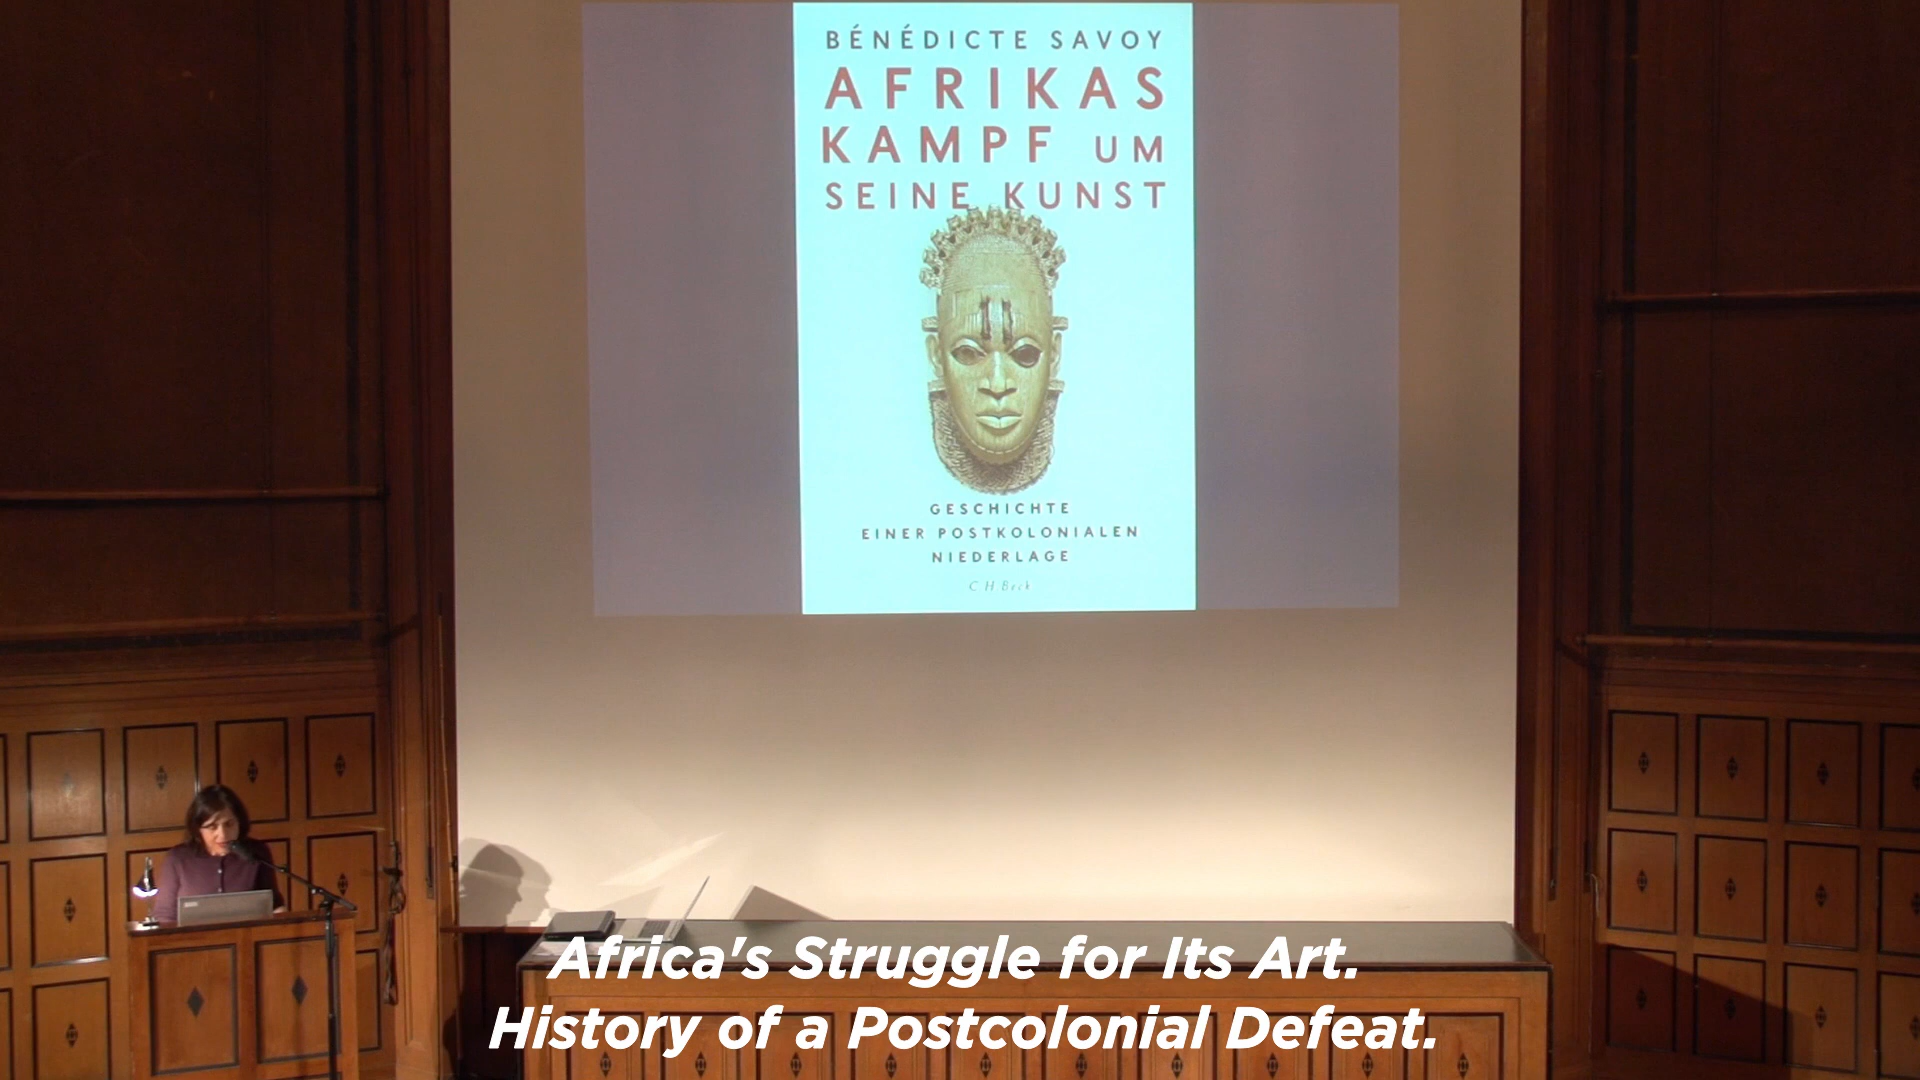 BÉNÉDICTE SAVOY
AFRIKAS
KAMPF UM
SEINE KUNST
GESCHICHTE
EINER POSTKOLONIALEN
NIEDERLAGE
C H Beck
Africa's Struggle for Its Art.
History of a Postcolonial Defeat.